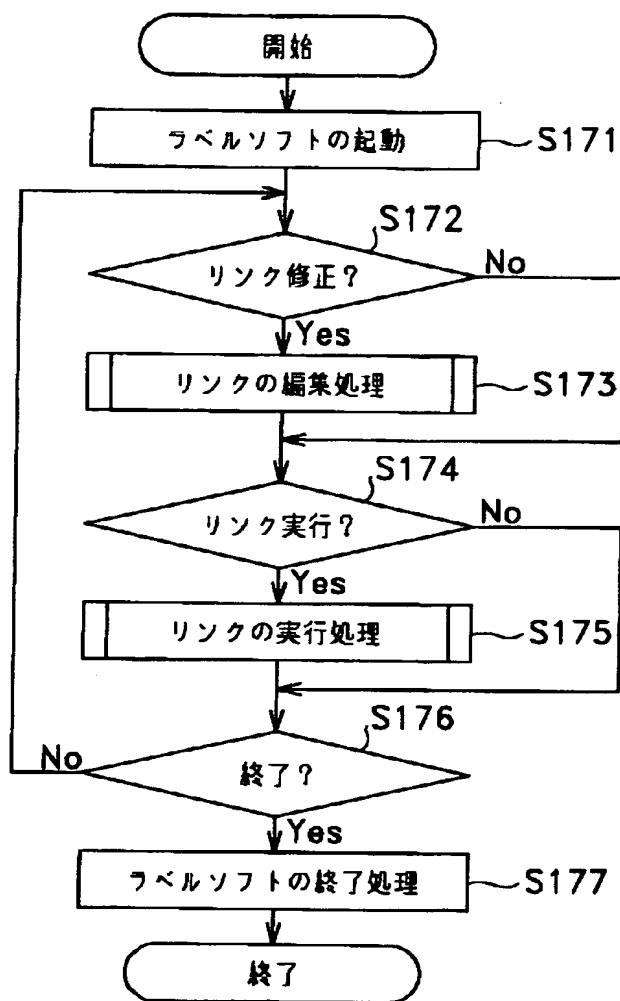 開始
ラベルソフトの起動 S171
S172
リンク修正? No
Yes
リンクの編集処理 S173
S174
リンク実行? No
Yes
リンクの実行処理 S175
S176
No 終了?
Yes
ラベルソフトの終了処理 S177
終了